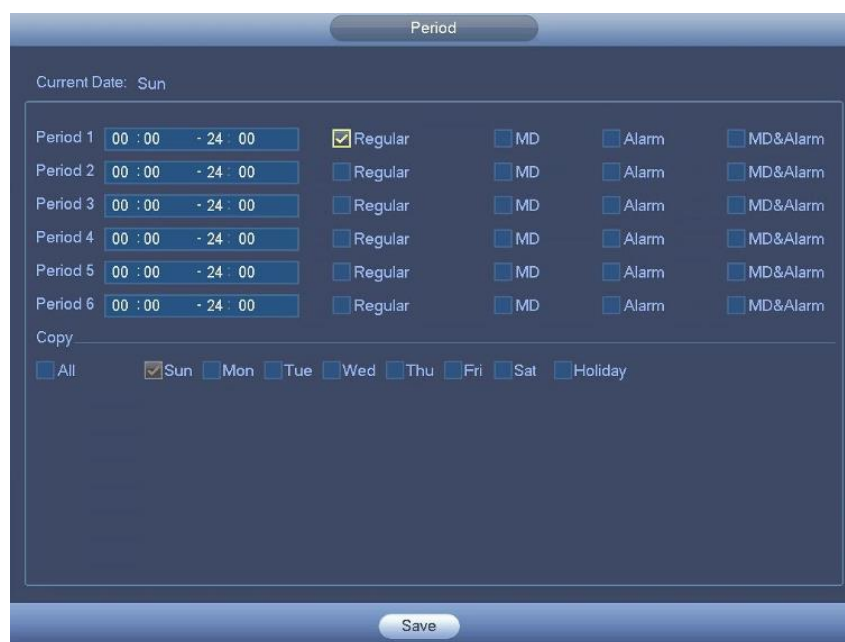 Period
Current Date: Sun
Period 1 00 : 00 - 24 : 00 Regular MD Alarm MD&Alarm
Period 2 00 : 00 - 24 : 00 Regular MD Alarm MD&Alarm
Period 3 00 : 00 - 24 : 00 Regular MD Alarm MD&Alarm
Period 4 00 : 00 - 24 : 00 Regular MD Alarm MD&Alarm
Period 5 00 : 00 - 24 : 00 Regular MD Alarm MD&Alarm
Period 6 00 : 00 - 24 : 00 Regular MD Alarm MD&Alarm
Copy
All Sun Mon Tue Wed Thu Fri Sat Holiday
Save